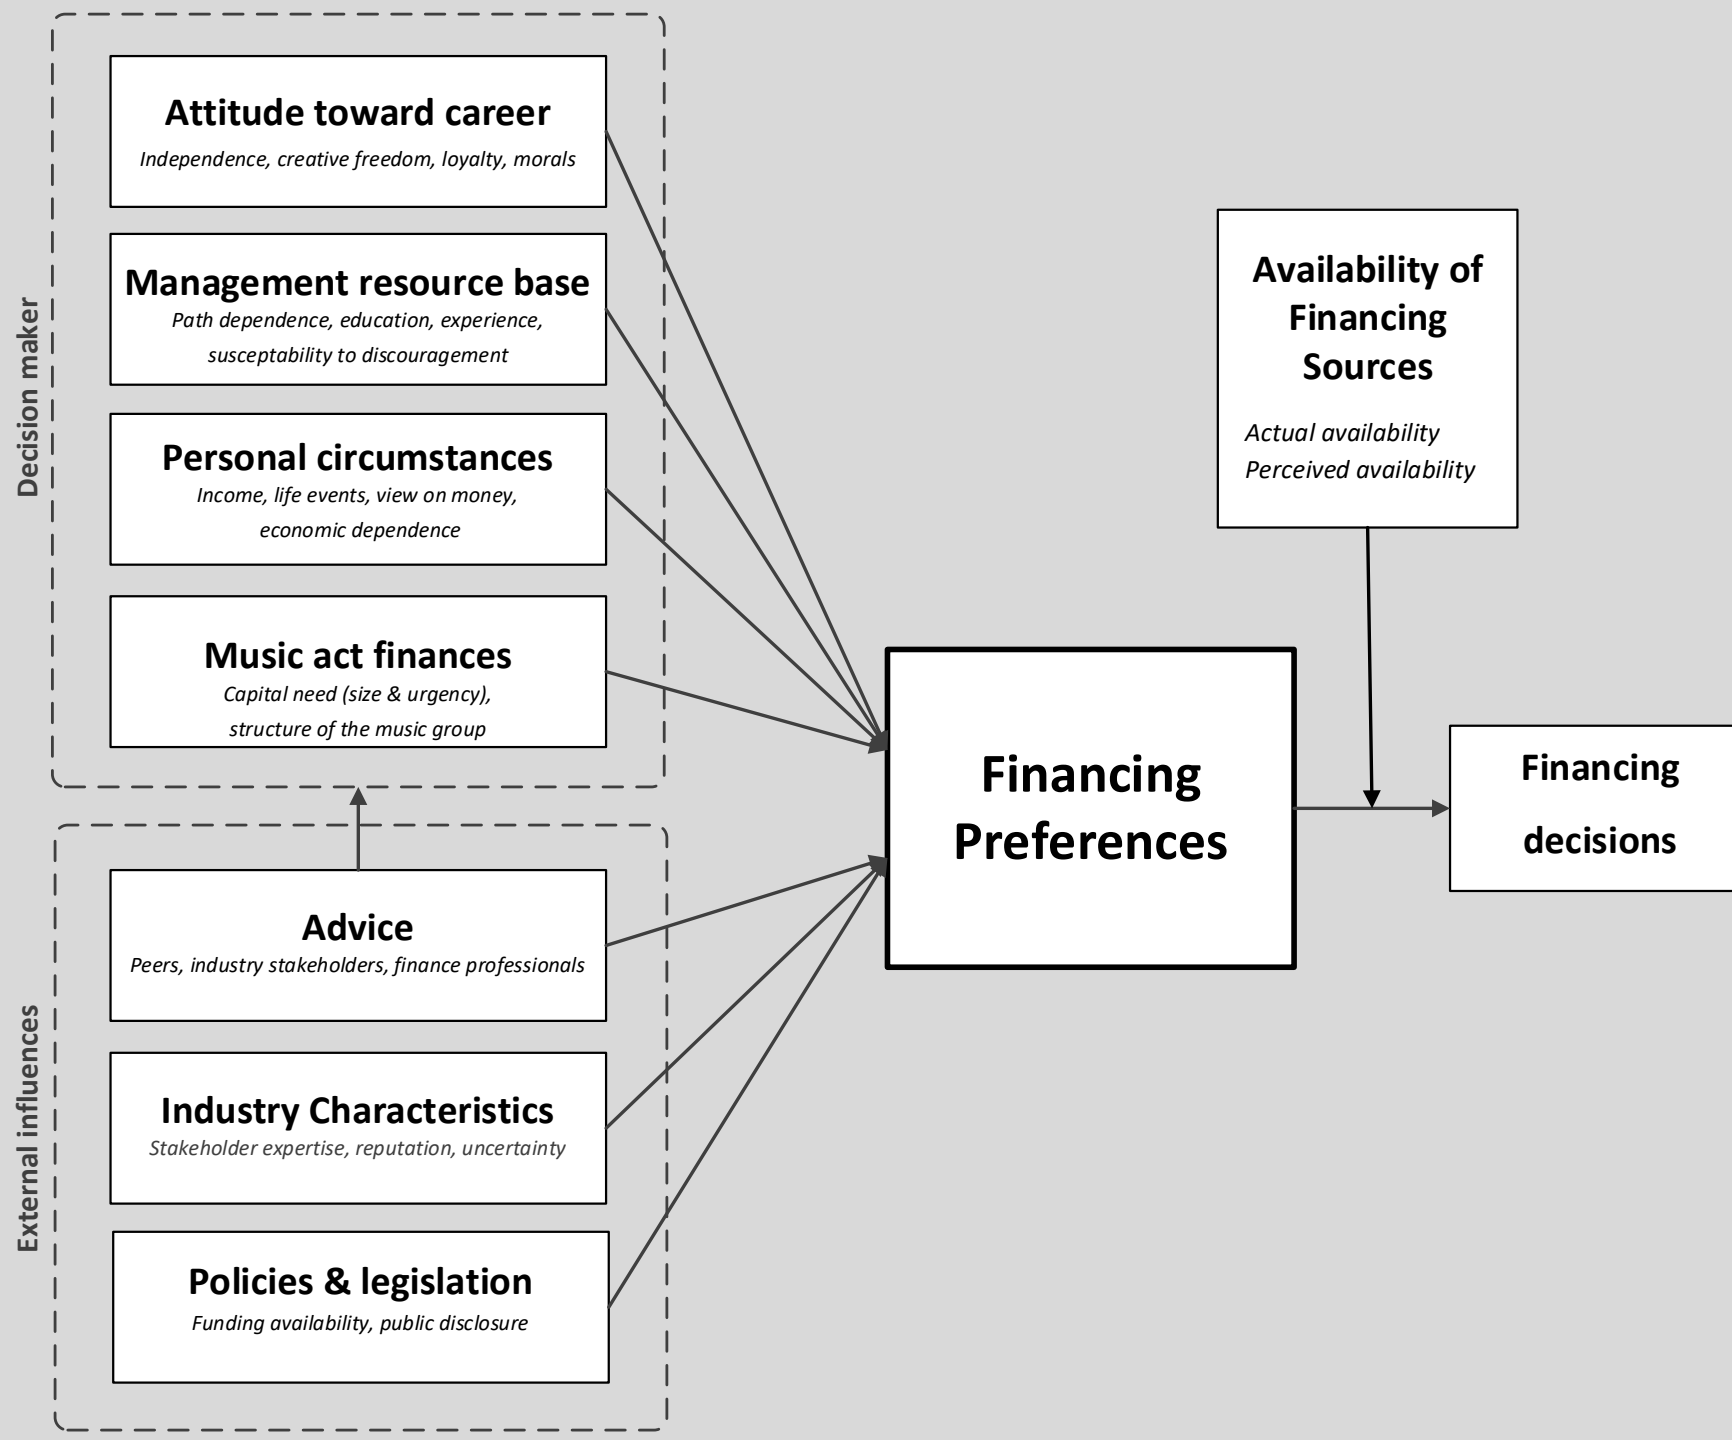 Decision maker
Attitude toward career
Independence, creative freedom, loyalty, morals
Management resource base
Path dependence, education, experience,
susceptability to discouragement
Personal circumstances
Income, life events, view on money,
economic dependence
Music act finances
Capital need (size & urgency),
structure of the music group
External influences
Advice
Peers, industry stakeholders, finance professionals
Industry Characteristics
Stakeholder expertise, reputation, uncertainty
Policies & legislation
Funding availability, public disclosure
Financing
Preferences
Availability of
Financing
Sources
Actual availability
Perceived availability
Financing
decisions